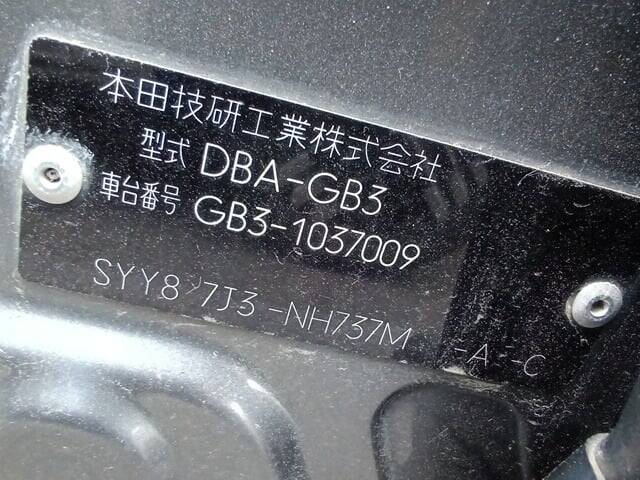 本田技研工業株式会社
型式 DBA-GB3
車台番号 GB3-1037009
SYY8 7J3 -NH737M -A -C